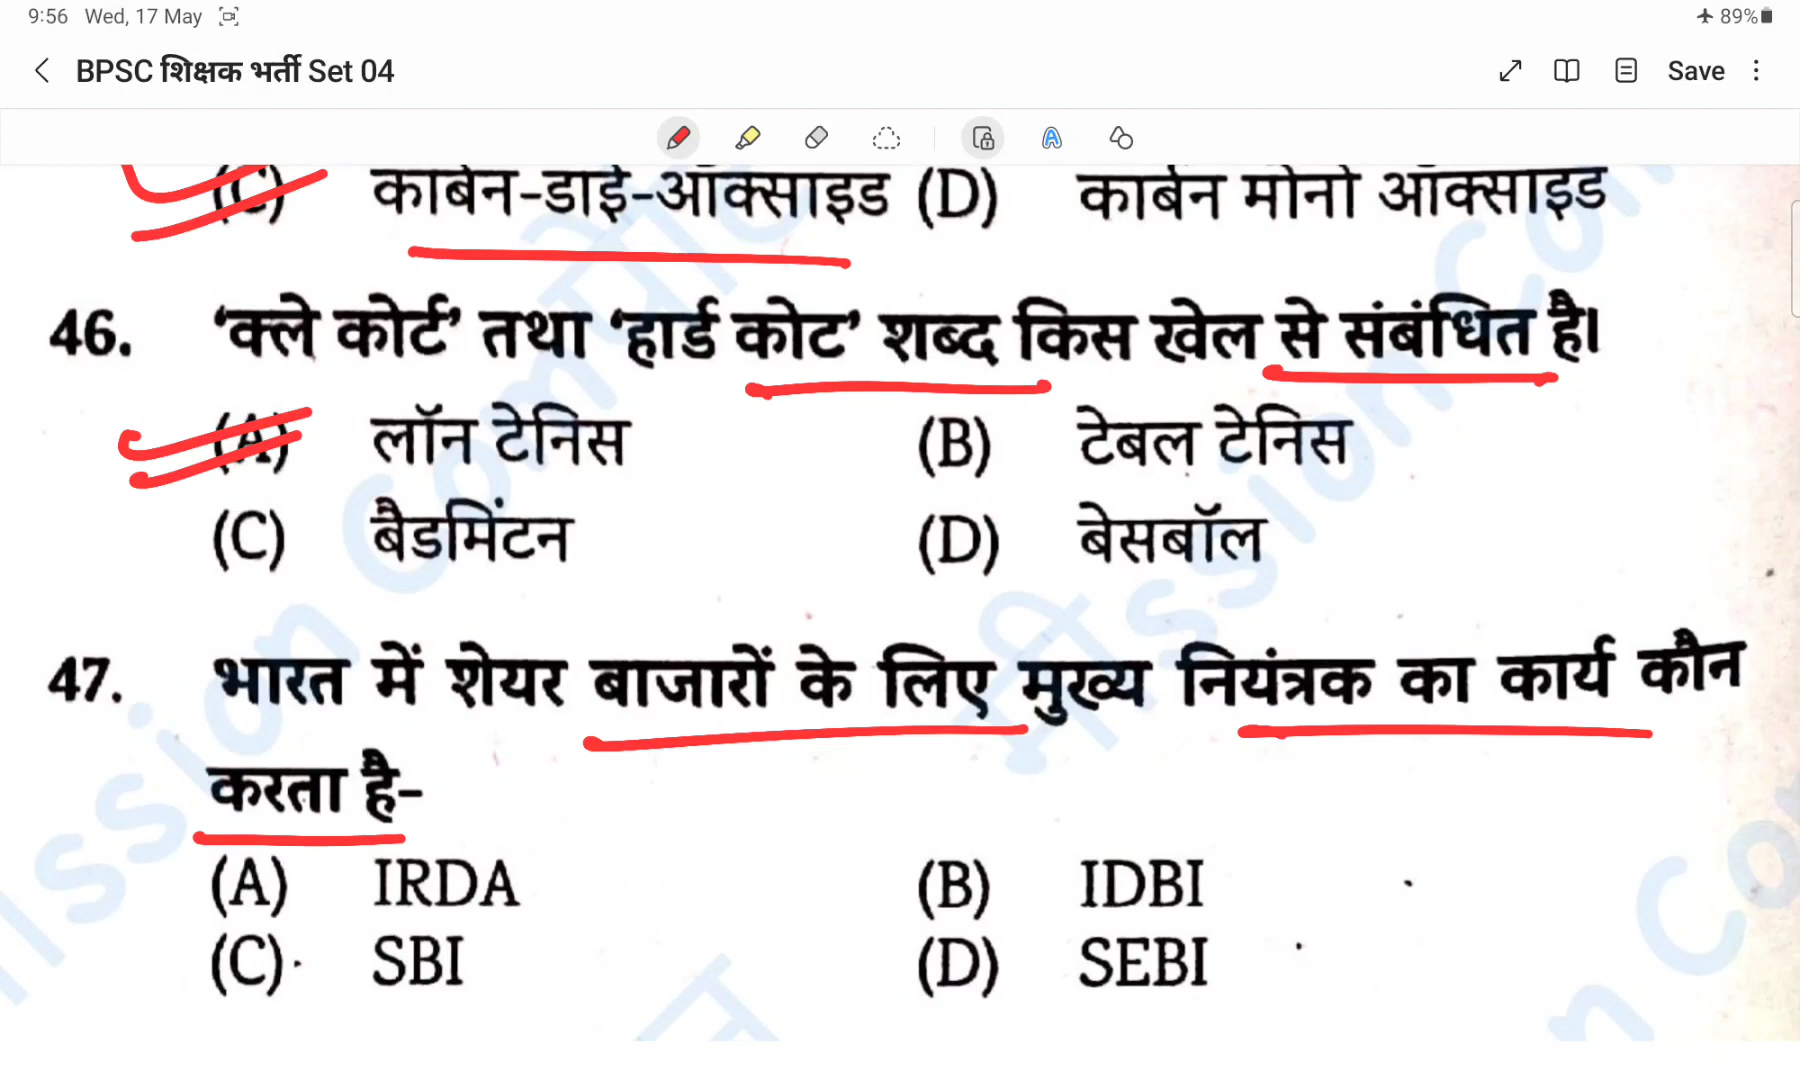 9:56 Wed, 17 May 89%
BPSC शिक्षक भर्ती Set 04 Save
(C) कार्बन-डाई-ऑक्साइड (D) कार्बन मोनो ऑक्साइड
46. 'क्ले कोर्ट' तथा 'हार्ड कोट' शब्द किस खेल से संबंधित है।
(A) लॉन टेनिस (B) टेबल टेनिस
(C) बैडमिंटन (D) बेसबॉल
47. भारत में शेयर बाजारों के लिए मुख्य नियंत्रक का कार्य कौन
करता है-
(A) IRDA (B) IDBI
(C) SBI (D) SEBI